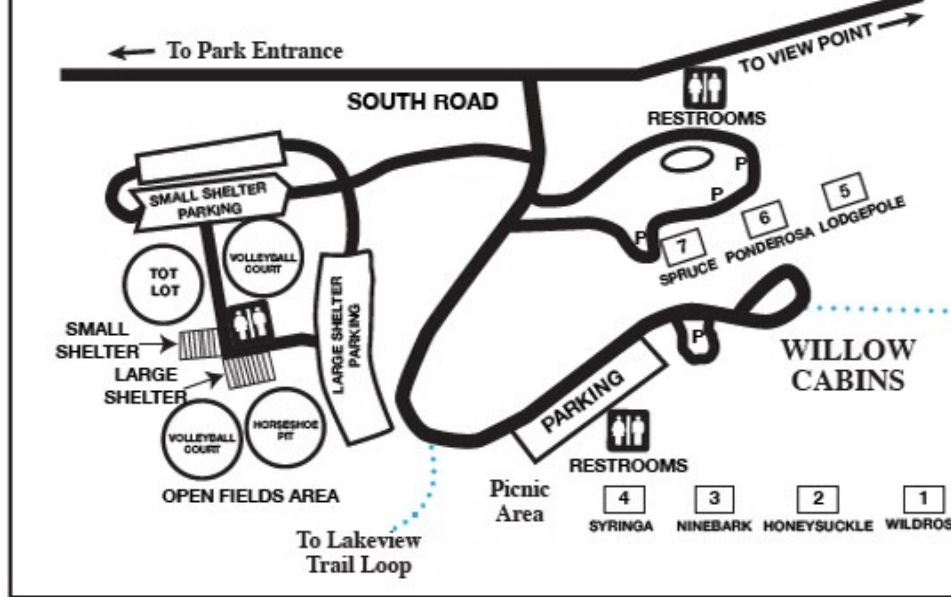 To Park Entrance
TO VIEW POINT
SOUTH ROAD
RESTROOMS
P
SMALL SHELTER
PARKING
P
5
LODGEPOLE
6
PONDEROSA
P
7
SPRUCE
VOLLEYBALL
COURT
TOT
LOT
LARGE SHELTER
PARKING
SMALL
SHELTER
LARGE
SHELTER
P
WILLOW
CABINS
PARKING
VOLLEYBALL
COURT
HORSESHOE
PIT
RESTROOMS
OPEN FIELDS AREA
Picnic
Area
4
SYRINGA
3
NINEBARK
2
HONEYSUCKLE
1
WILDROS
To Lakeview
Trail Loop